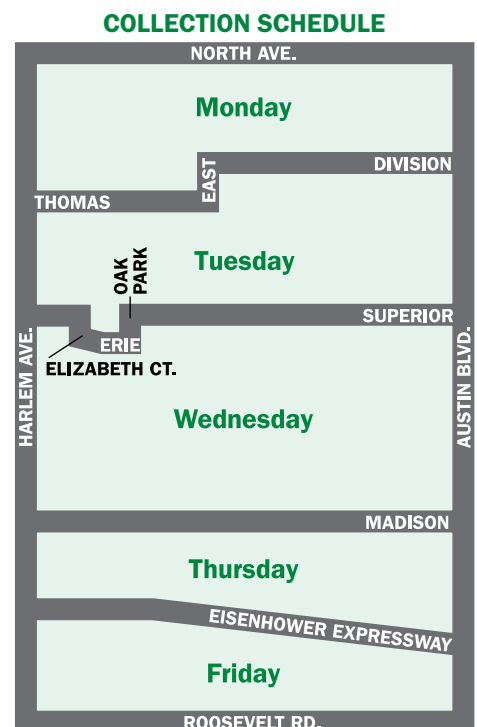 COLLECTION SCHEDULE
NORTH AVE.
Monday
DIVISION
EAST
THOMAS
Tuesday
OAK
PARK
SUPERIOR
ERIE
ELIZABETH CT.
HARLEM AVE.
AUSTIN BLVD.
Wednesday
MADISON
Thursday
EISENHOWER EXPRESSWAY
Friday
ROOSEVELT RD.